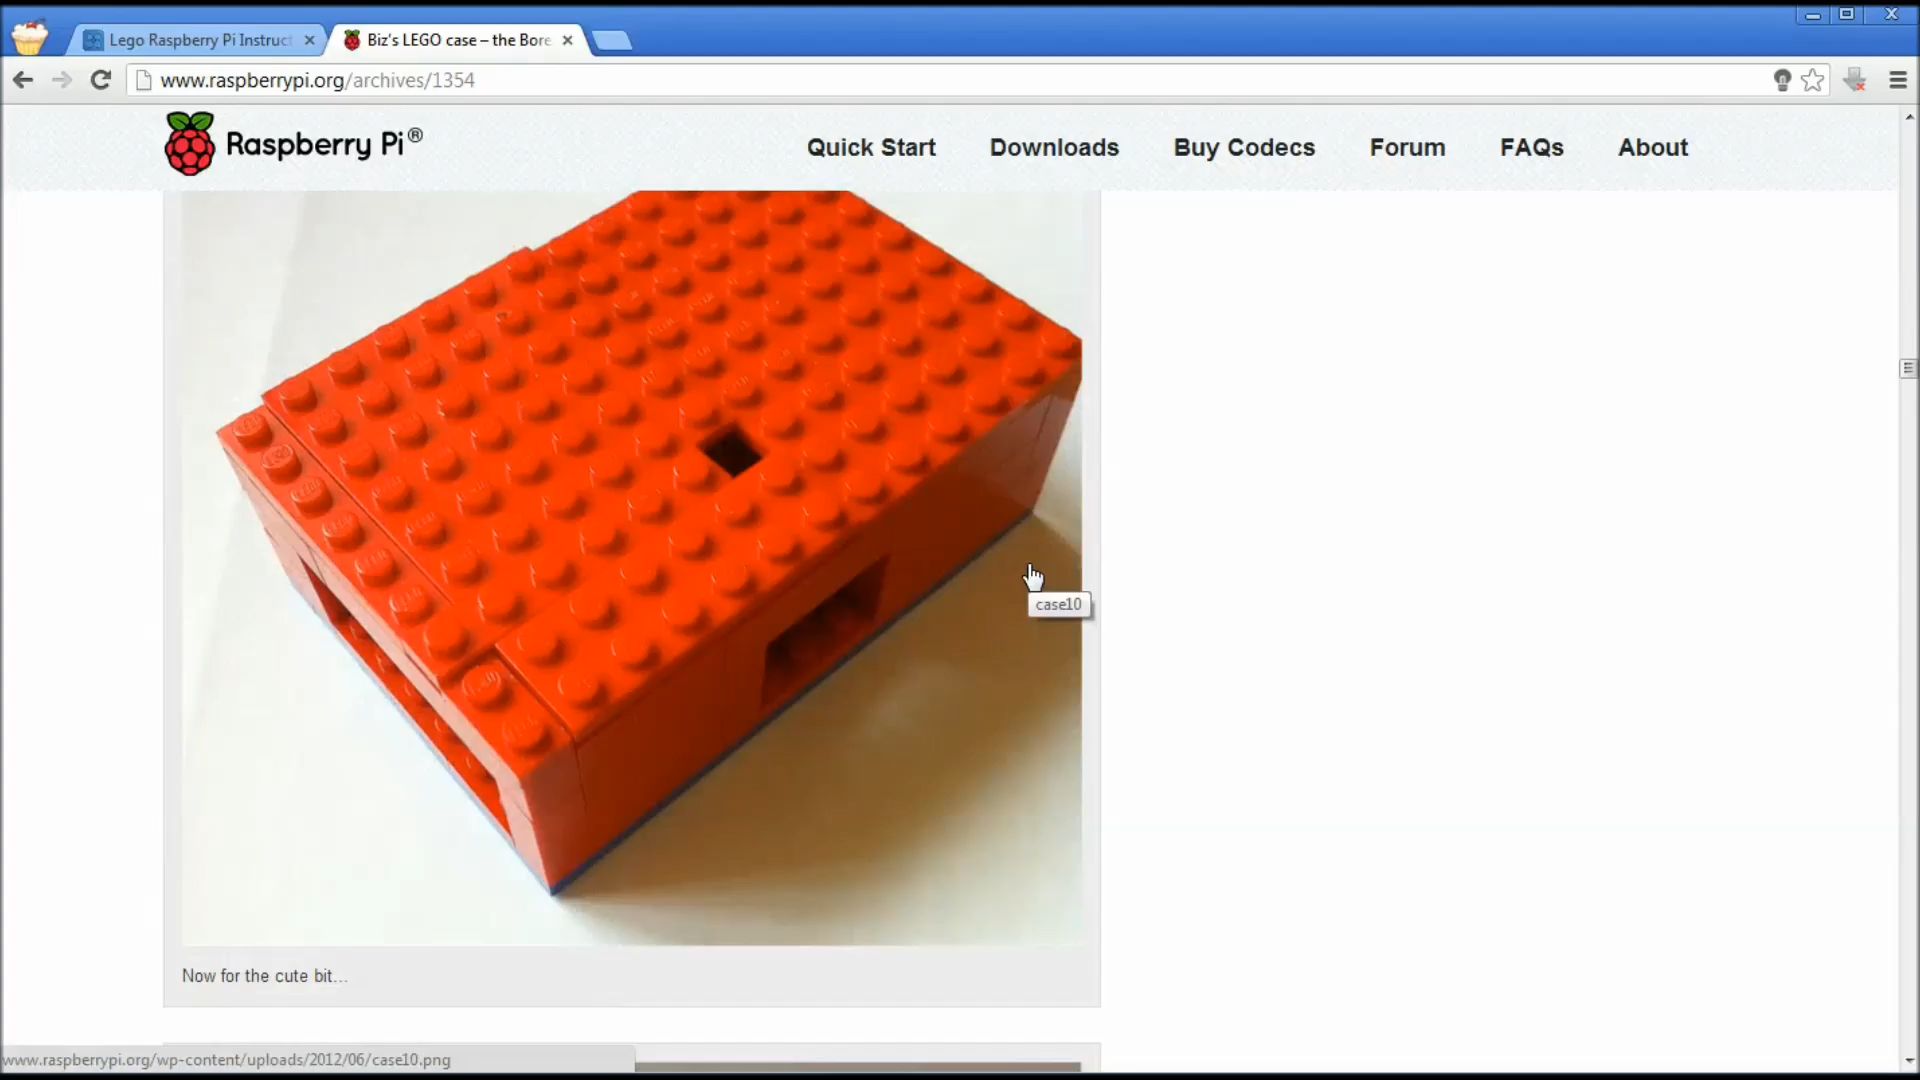 Lego Raspberry Pi Instruct
Biz's LEGO case – the Bore
www.raspberrypi.org/archives/1354
Raspberry Pi®
Quick Start
Downloads
Buy Codecs
Forum
FAQs
About
case10
Now for the cute bit...
www.raspberrypi.org/wp-content/uploads/2012/06/case10.png